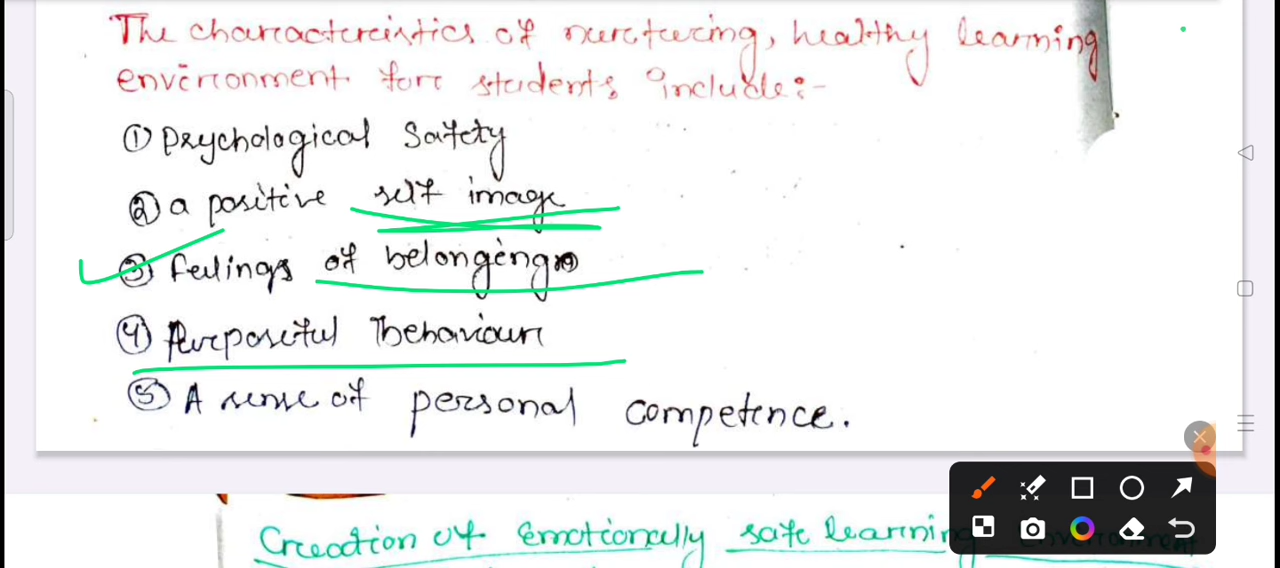 The characteristics of nurturing, healthy learning
environment for students include:-
① Psychological Safety
② a positive self image
③ Feelings of belonging
④ Purposeful behaviour
⑤ A sense of personal competence.
Creation of Emotionally safe learning Environment